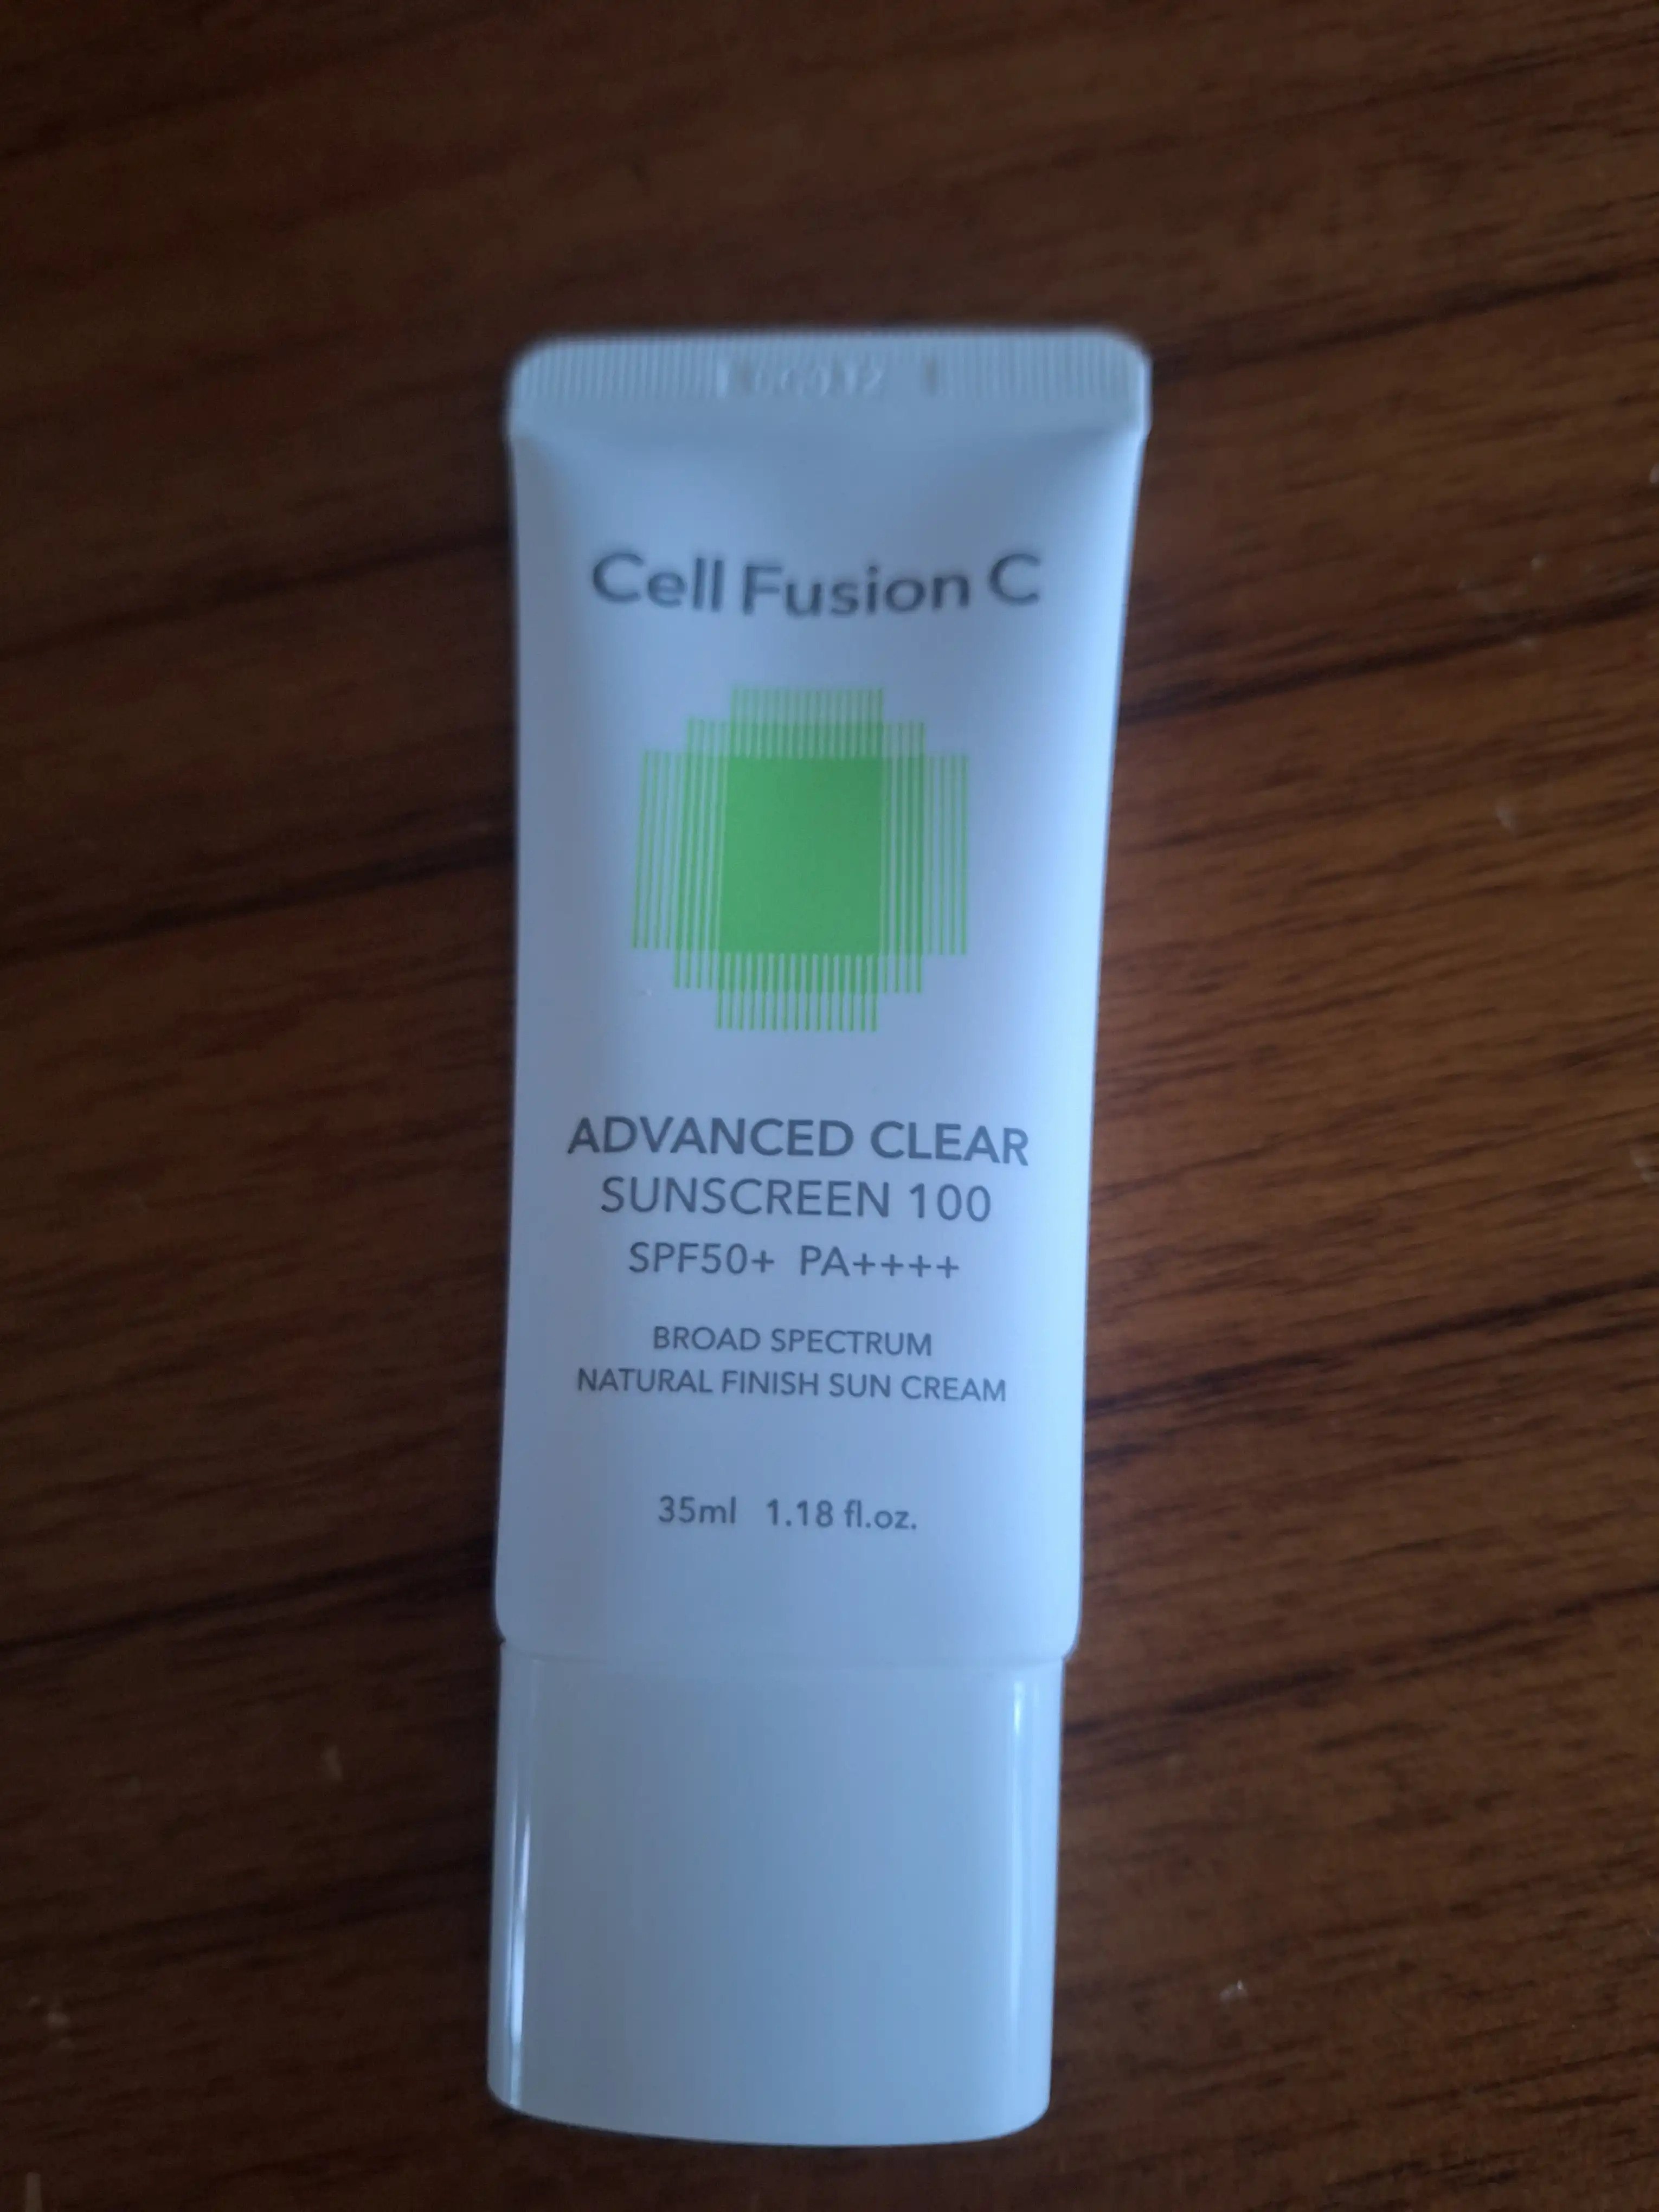 Cell Fusion C
ADVANCED CLEAR
SUNSCREEN 100
SPF50+ PA++++
BROAD SPECTRUM
NATURAL FINISH SUN CREAM
35ml 1.18 fl.oz.